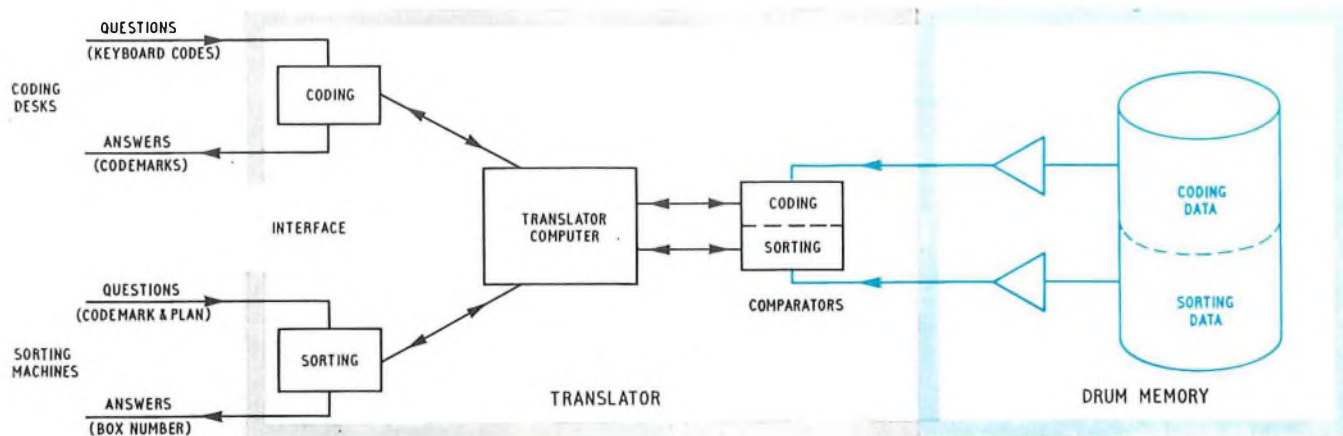 QUESTIONS
(KEYBOARD CODES)
CODING
DESKS
CODING
ANSWERS
(CODEMARKS)
INTERFACE
QUESTIONS
(CODEMARK & PLAN)
SORTING
MACHINES
SORTING
ANSWERS
(BOX NUMBER)
TRANSLATOR
COMPUTER
CODING
SORTING
COMPARATORS
TRANSLATOR
CODING
DATA
SORTING
DATA
DRUM MEMORY